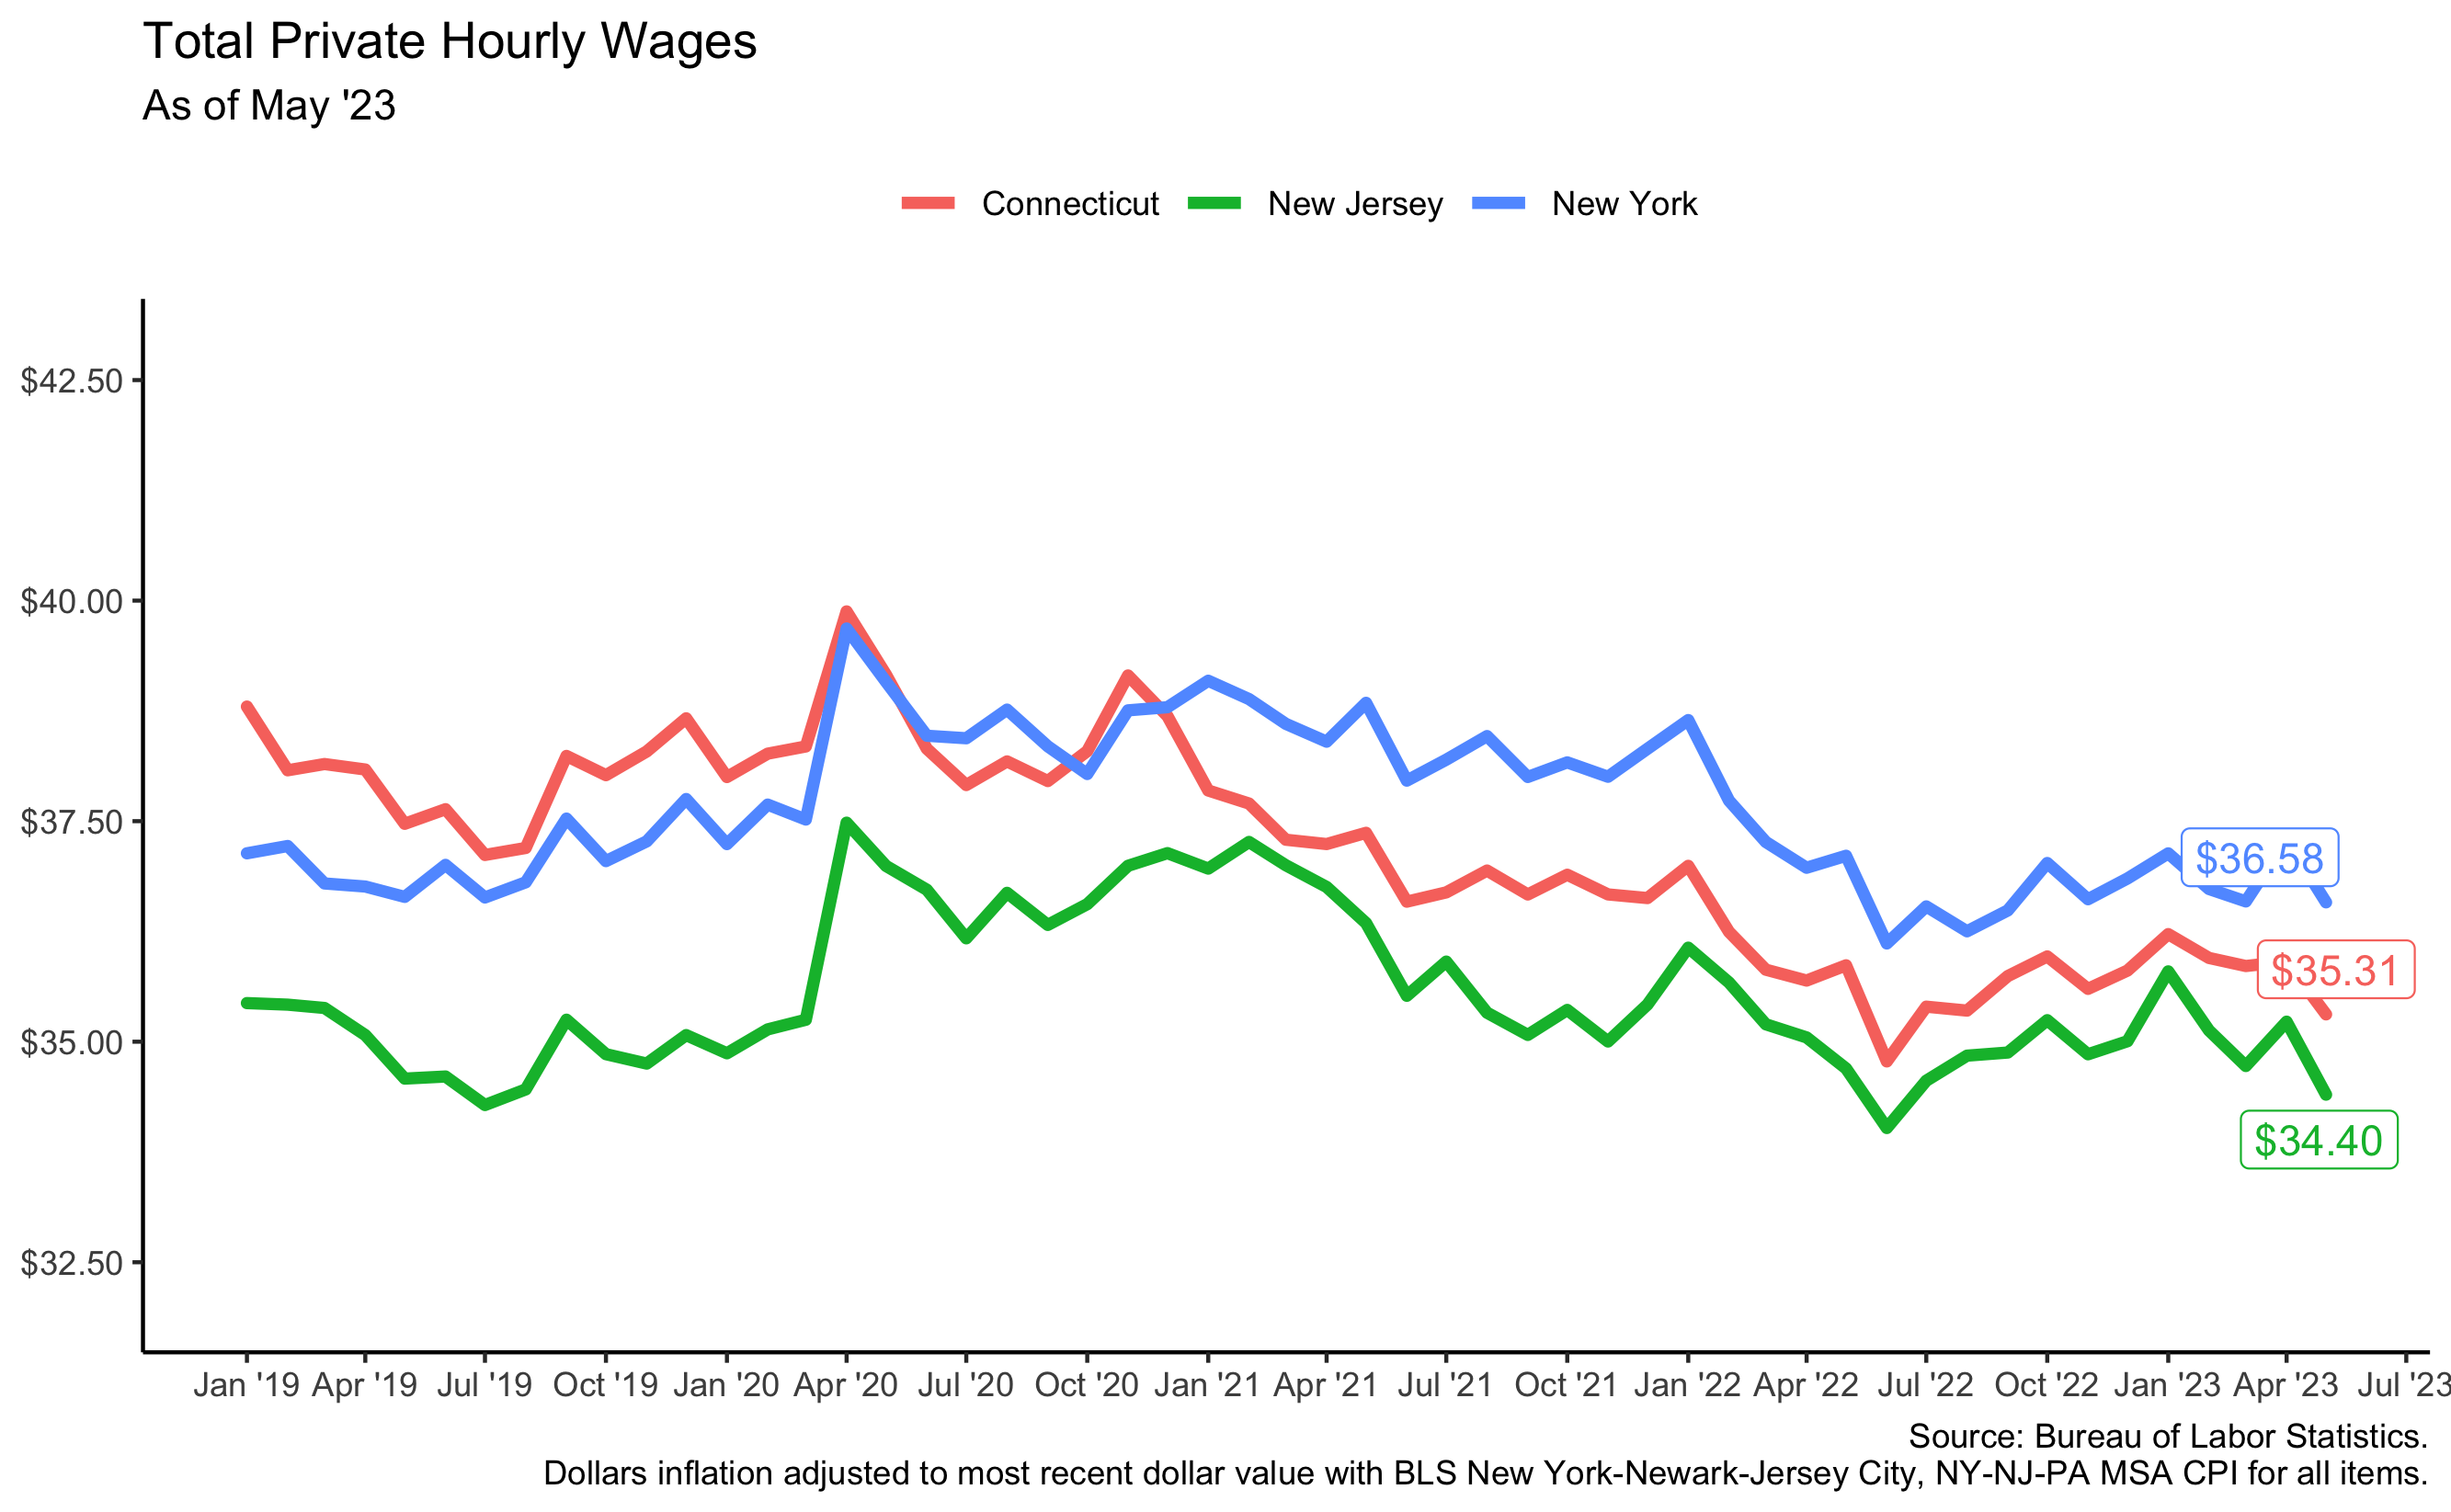 Total Private Hourly Wages
As of May '23
Connecticut New Jersey New York
$42.50
$40.00
$37.50
$35.00
$32.50
$36.58
$35.31
$34.40
Jan '19 Apr '19 Jul '19 Oct '19 Jan '20 Apr '20 Jul '20 Oct '20 Jan '21 Apr '21 Jul '21 Oct '21 Jan '22 Apr '22 Jul '22 Oct '22 Jan '23 Apr '23 Jul '23
Source: Bureau of Labor Statistics.
Dollars inflation adjusted to most recent dollar value with BLS New York-Newark-Jersey City, NY-NJ-PA MSA CPI for all items.